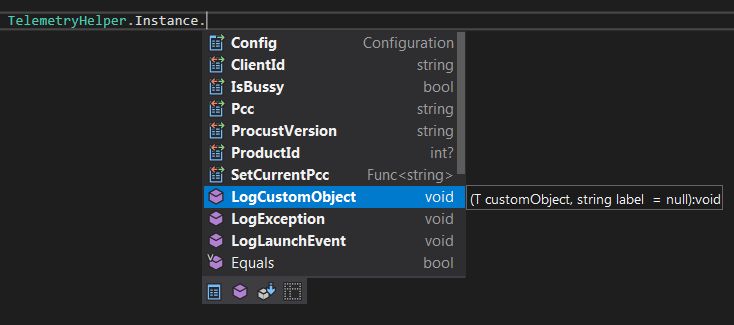 TelemetryHelper.Instance.
Config Configuration
ClientId string
IsBussy bool
Pcc string
ProcustVersion string
ProductId int?
SetCurrentPcc Func<string>
LogCustomObject void (T customObject, string label = null):void
LogException void
LogLaunchEvent void
Equals bool